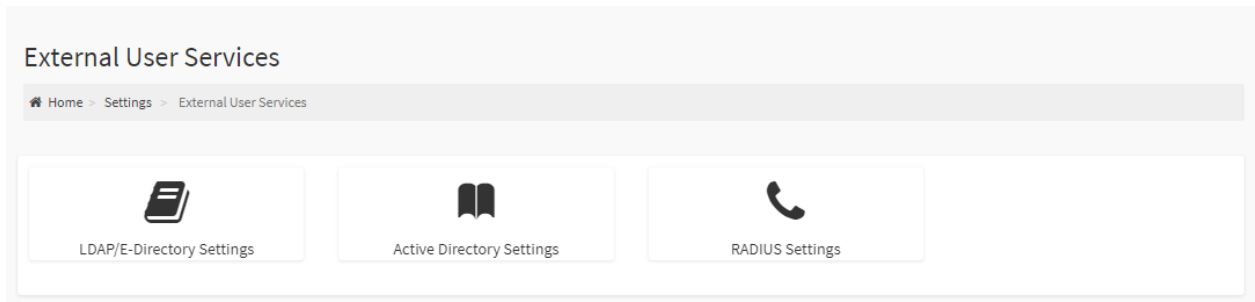 External User Services
Home > Settings > External User Services
LDAP/E-Directory Settings
Active Directory Settings
RADIUS Settings